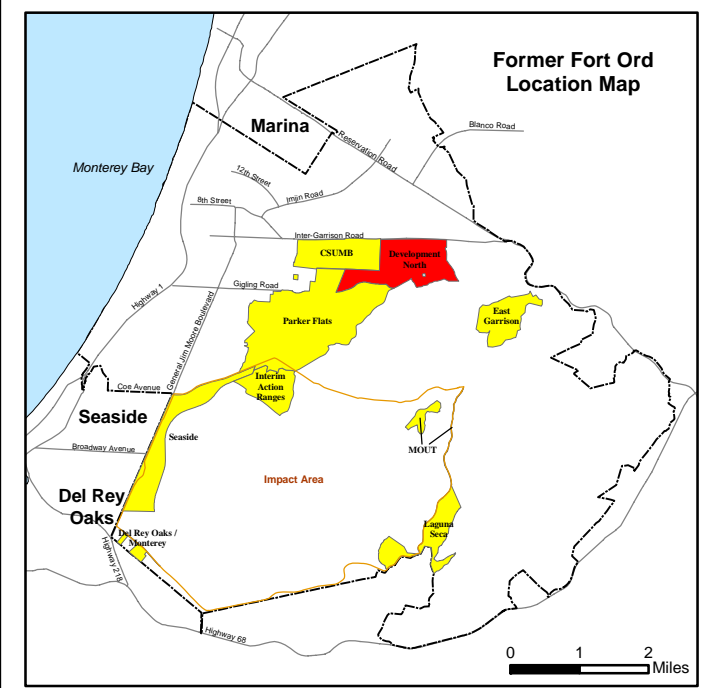 Former Fort Ord
Location Map
Marina
Blanco Road
Reservation Road
Monterey Bay
12th Street
Imjin Road
8th Street
Inter-Garrison Road
CSUMB
Development
North
Gigling Road
Highway 1
General Jim Moore Boulevard
East
Garrison
Parker Flats
Interim
Action
Ranges
Coe Avenue
Seaside
Seaside
Broadway Avenue
MOUT
Impact Area
Del Rey
Oaks
Del Rey Oaks /
Monterey
Laguna
Seca
Highway 218
Highway 68
0 1 2
Miles